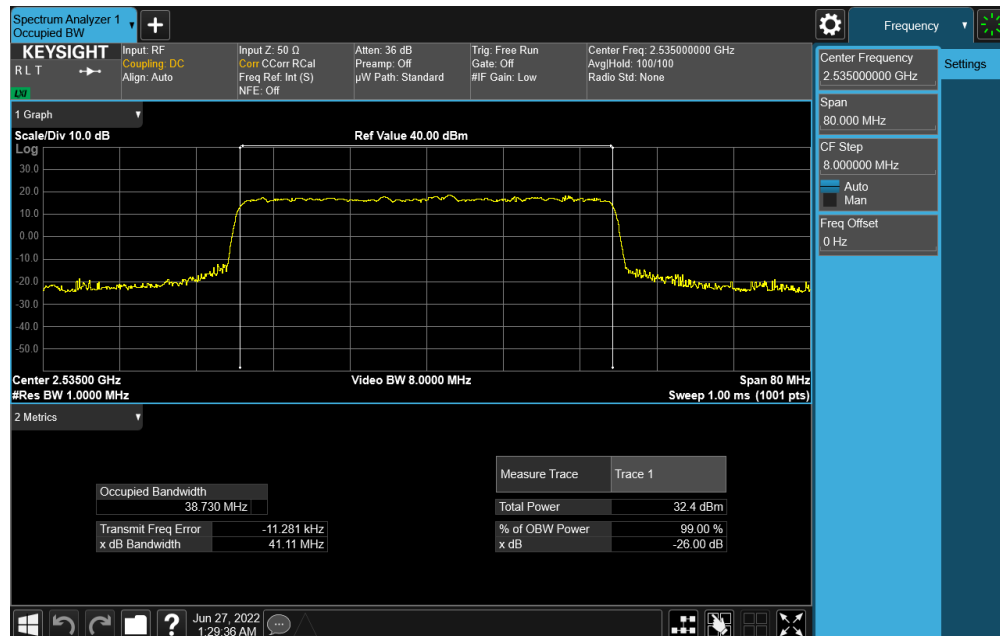 Spectrum Analyzer 1
Occupied BW
Frequency
KEYSIGHT
R L T
LXI
Input: RF
Coupling: DC
Align: Auto
Input Z: 50 Ω
Corr CCorr RCal
Freq Ref: Int (S)
NFE: Off
Atten: 36 dB
Preamp: Off
µW Path: Standard
Trig: Free Run
Gate: Off
#IF Gain: Low
Center Freq: 2.535000000 GHz
Avg|Hold: 100/100
Radio Std: None
Center Frequency
2.535000000 GHz
Settings
Span
80.000 MHz
CF Step
8.000000 MHz
Auto
Man
Freq Offset
0 Hz
1 Graph
Scale/Div 10.0 dB
Ref Value 40.00 dBm
Log
30.0
20.0
10.0
0.00
-10.0
-20.0
-30.0
-40.0
-50.0
Center 2.53500 GHz
Video BW 8.0000 MHz
Span 80 MHz
#Res BW 1.0000 MHz
Sweep 1.00 ms (1001 pts)
2 Metrics
Measure Trace Trace 1
Occupied Bandwidth
38.730 MHz
Total Power 32.4 dBm
Transmit Freq Error -11.281 kHz
% of OBW Power 99.00 %
x dB Bandwidth 41.11 MHz
x dB -26.00 dB
?
Jun 27, 2022
1:29:36 AM